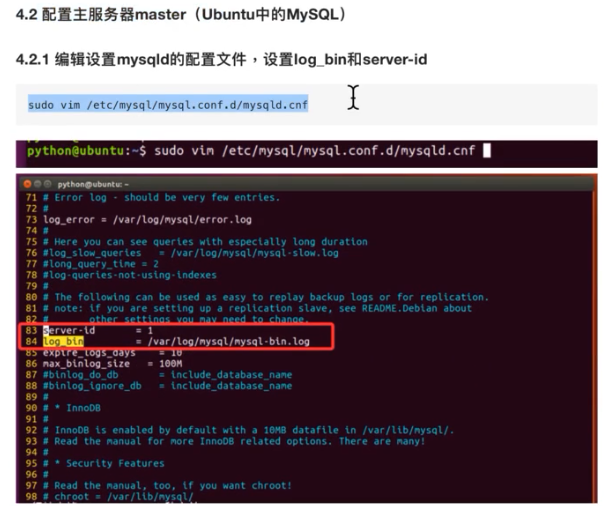 4.2 配置主服务器master（Ubuntu中的MySQL）
4.2.1 编辑设置mysqld的配置文件，设置log_bin和server-id
sudo vim /etc/mysql/mysql.conf.d/mysqld.cnf
python@ubuntu:~$ sudo vim /etc/mysql/mysql.conf.d/mysqld.cnf
python@ubuntu: ~
71 # Error log - should be very few entries.
72 #
73 log_error = /var/log/mysql/error.log
74 #
75 # Here you can see queries with especially long duration
76 #log_slow_queries = /var/log/mysql/mysql-slow.log
77 #long_query_time = 2
78 #log-queries-not-using-indexes
79 #
80 # The following can be used as easy to replay backup logs or for replication.
81 # note: if you are setting up a replication slave, see README.Debian about
82 # other settings you may need to change.
83 server-id = 1
84 log_bin = /var/log/mysql/mysql-bin.log
85 expire_logs_days = 10
86 max_binlog_size = 100M
87 #binlog_do_db = include_database_name
88 #binlog_ignore_db = include_database_name
89 #
90 # * InnoDB
91 #
92 # InnoDB is enabled by default with a 10MB datafile in /var/lib/mysql/.
93 # Read the manual for more InnoDB related options. There are many!
94 #
95 # * Security Features
96 #
97 # Read the manual, too, if you want chroot!
98 # chroot = /var/lib/mysql/